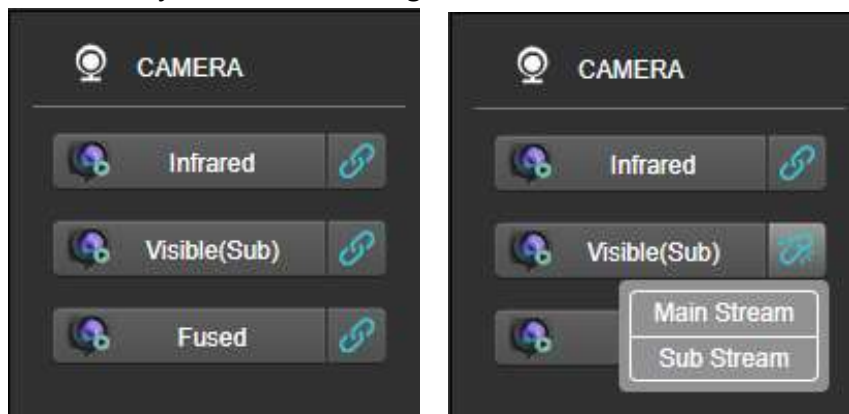 CAMERA
Infrared
Visible(Sub)
Fused
CAMERA
Infrared
Visible(Sub)
Main Stream
Sub Stream